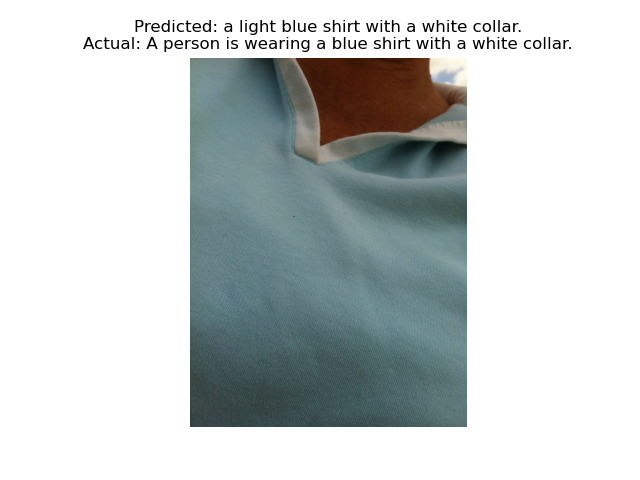 Predicted: a light blue shirt with a white collar.
Actual: A person is wearing a blue shirt with a white collar.